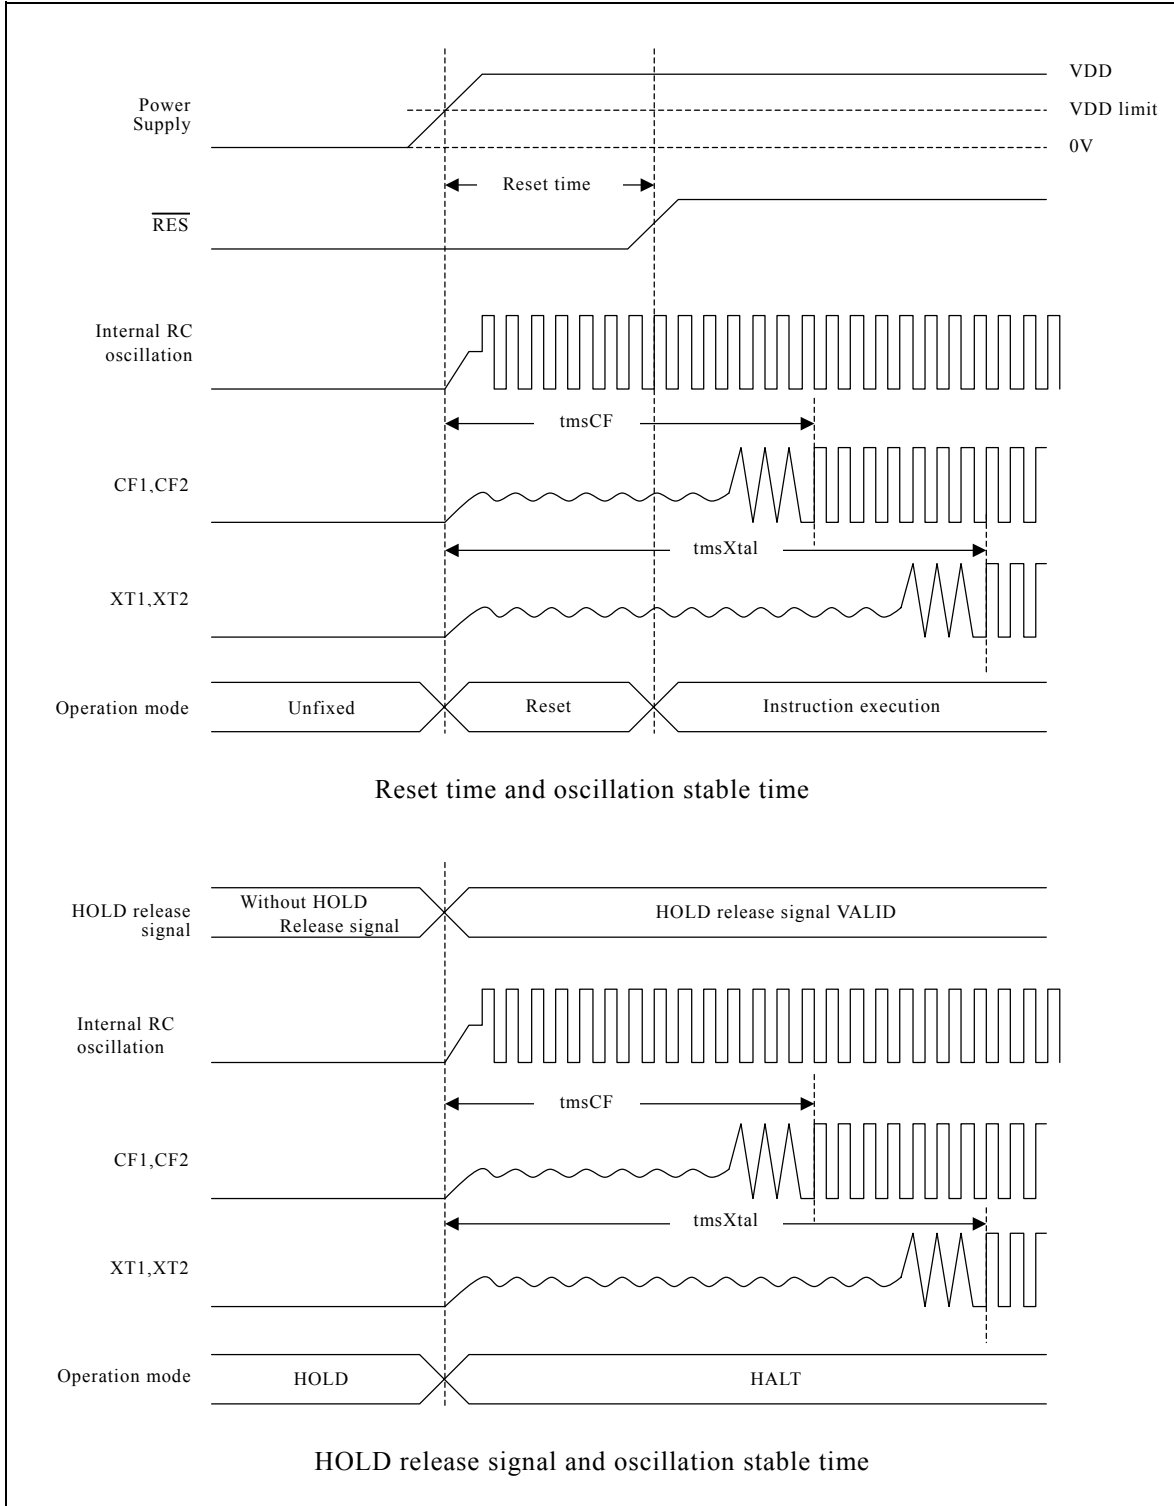 VDD
Power
Supply
VDD limit
0V
Reset time
RES
Internal RC
oscillation
tmsCF
CF1,CF2
tmsXtal
XT1,XT2
Operation mode
Unfixed
Reset
Instruction execution
Reset time and oscillation stable time
HOLD release
signal
Without HOLD
Release signal
HOLD release signal VALID
Internal RC
oscillation
tmsCF
CF1,CF2
tmsXtal
XT1,XT2
Operation mode
HOLD
HALT
HOLD release signal and oscillation stable time